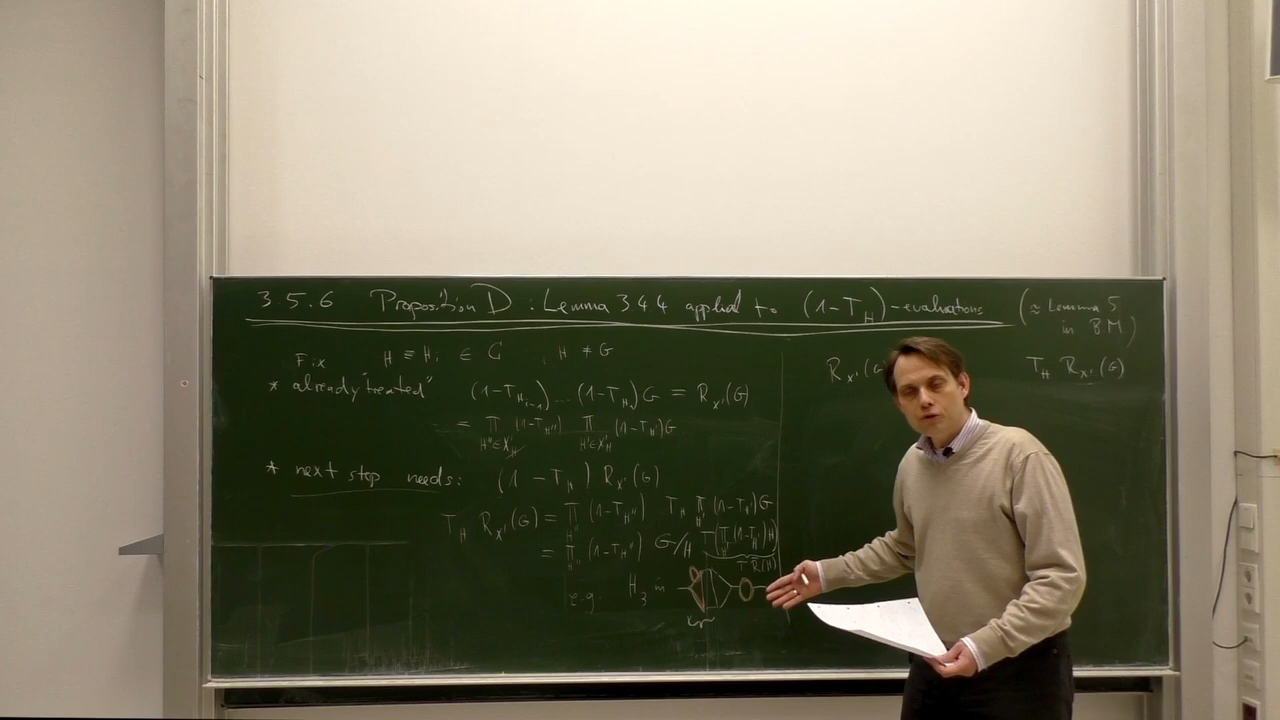 3.5.6 Proposition D : Lemma 3.4.4 applied to (1-T_H)-evaluations (≈ Lemma 5 in BM)
Fix H ≡ H_i ∈ G , H ≠ G
* already "treated" (1-T_{H_{i-1}}) ... (1-T_{H_1}) G = R_{x'}(G)
= ∏_{H''∈X''_H} (1-T_{H''}) ∏_{H'∈X'_H} (1-T_{H'}) G
* next step needs: (1 - T_H) R_{x'}(G)
T_H R_{x'}(G) = ∏_{H''} (1-T_{H''}) T_H ∏_{H'} (1-T_{H'}) G
= ∏_{H''} (1-T_{H''}) G/H T(∏_{H'} (1-T_{H'}) H)
T R̄(H)
e.g. H_3 in
R_{x'}(G
T_H R_{x'}(G)